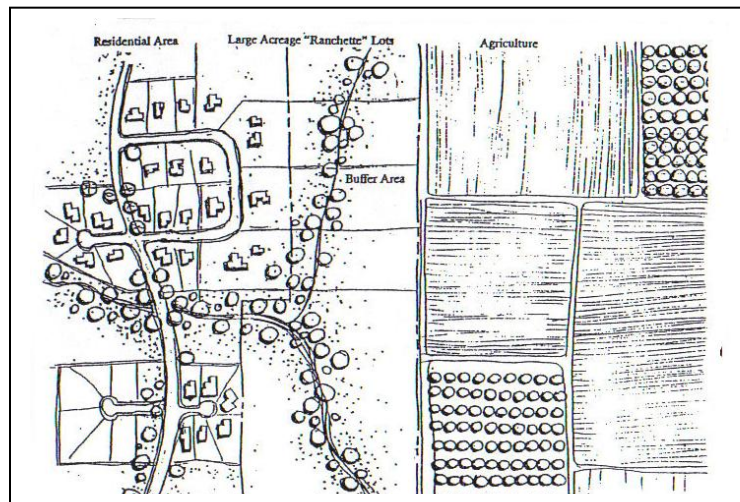 Residential Area
Large Acreage "Ranchette" Lots
Agriculture
Buffer Area